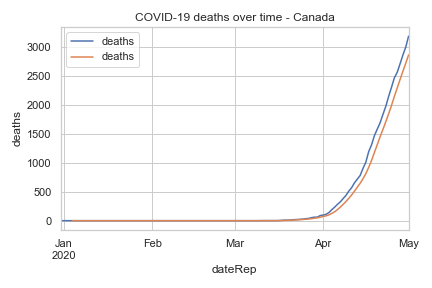 COVID-19 deaths over time - Canada
deaths
deaths
deaths
3000
2500
2000
1500
1000
500
0
Jan
2020
Feb
Mar
Apr
May
dateRep